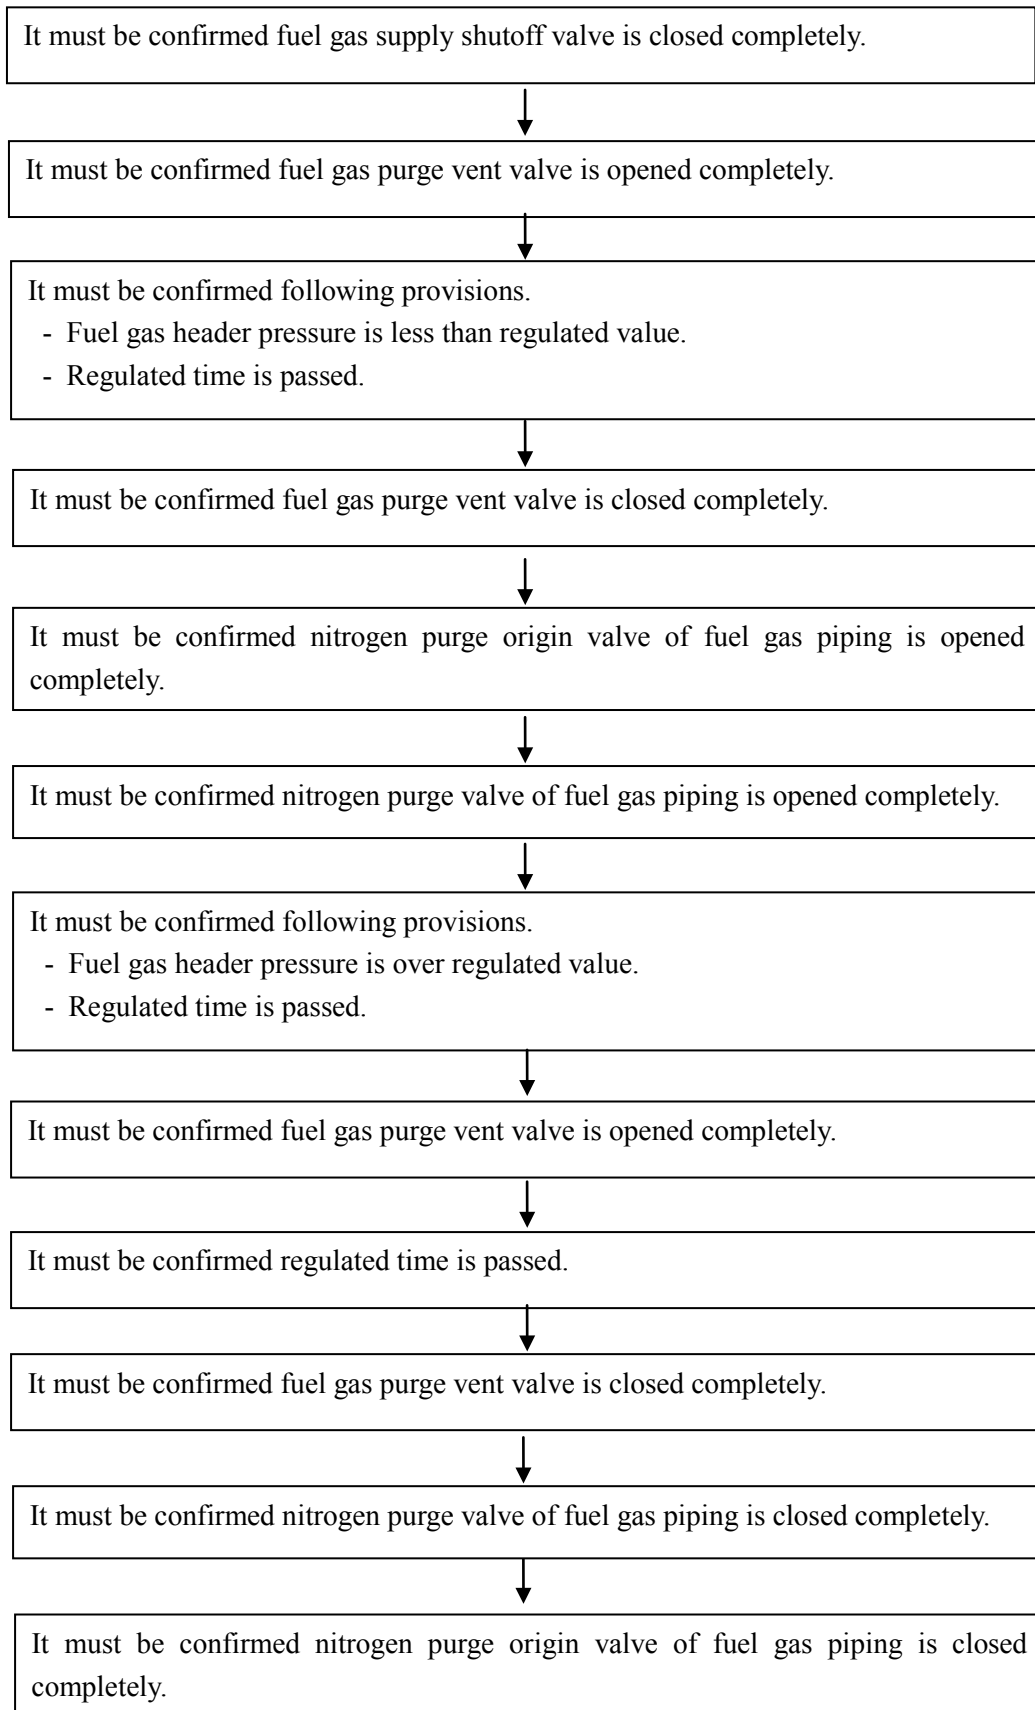 It must be confirmed fuel gas supply shutoff valve is closed completely.
It must be confirmed fuel gas purge vent valve is opened completely.
It must be confirmed following provisions.
- Fuel gas header pressure is less than regulated value.
- Regulated time is passed.
It must be confirmed fuel gas purge vent valve is closed completely.
It must be confirmed nitrogen purge origin valve of fuel gas piping is opened
completely.
It must be confirmed nitrogen purge valve of fuel gas piping is opened completely.
It must be confirmed following provisions.
- Fuel gas header pressure is over regulated value.
- Regulated time is passed.
It must be confirmed fuel gas purge vent valve is opened completely.
It must be confirmed regulated time is passed.
It must be confirmed fuel gas purge vent valve is closed completely.
It must be confirmed nitrogen purge valve of fuel gas piping is closed completely.
It must be confirmed nitrogen purge origin valve of fuel gas piping is closed
completely.